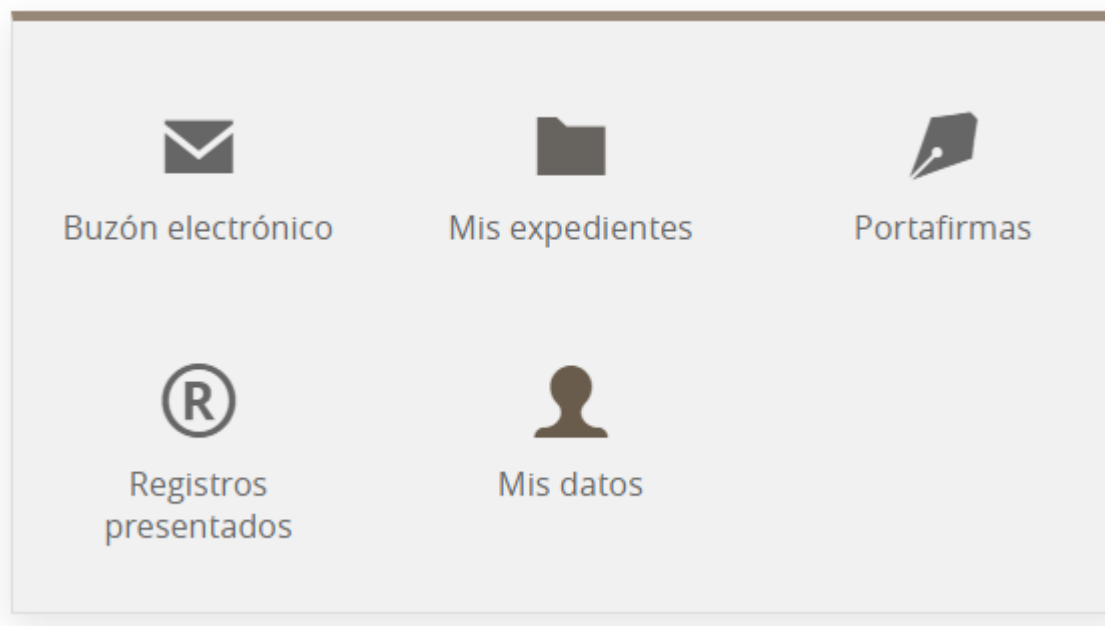 Buzón electrónico
Mis expedientes
Portafirmas
®
Registros
presentados
Mis datos